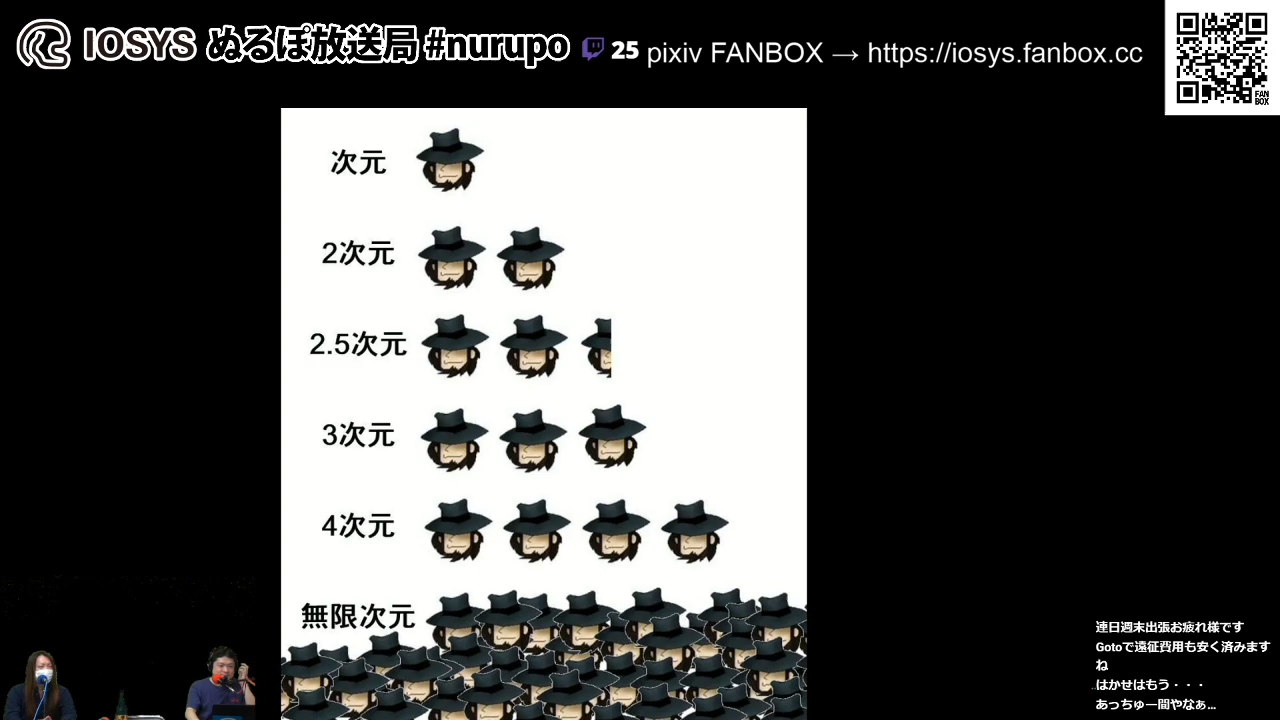 IOSYS ぬるぽ放送局 #nurupo 25 pixiv FANBOX → https://iosys.fanbox.cc
FAN
BOX
次元
2次元
2.5次元
3次元
4次元
無限次元
連日週末出張お疲れ様です
Gotoで遠征費用も安く済みます
ね
はかせはもう・・・
あっちゅー間やなぁ...